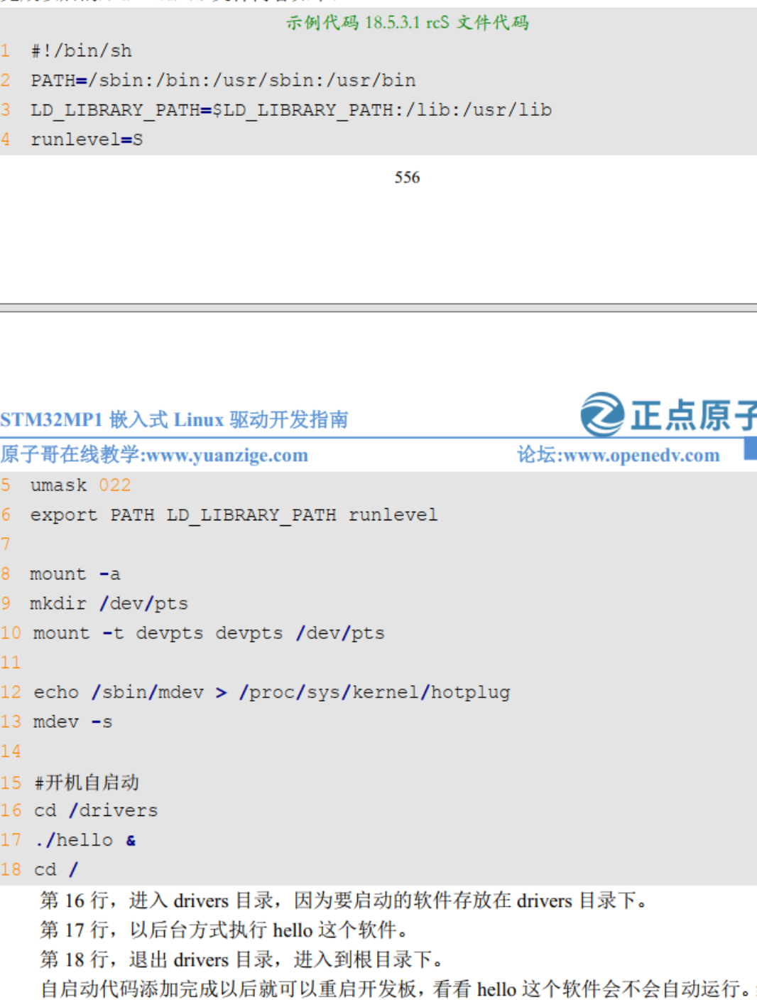 示例代码 18.5.3.1 rcS 文件代码
1 #!/bin/sh
2 PATH=/sbin:/bin:/usr/sbin:/usr/bin
3 LD_LIBRARY_PATH=$LD_LIBRARY_PATH:/lib:/usr/lib
4 runlevel=S
556
STM32MP1 嵌入式 Linux 驱动开发指南
正点原子
原子哥在线教学:www.yuanzige.com 论坛:www.openedv.com
5 umask 022
6 export PATH LD_LIBRARY_PATH runlevel
7
8 mount -a
9 mkdir /dev/pts
10 mount -t devpts devpts /dev/pts
11
12 echo /sbin/mdev > /proc/sys/kernel/hotplug
13 mdev -s
14
15 #开机自启动
16 cd /drivers
17 ./hello &
18 cd /
第 16 行，进入 drivers 目录，因为要启动的软件存放在 drivers 目录下。
第 17 行，以后台方式执行 hello 这个软件。
第 18 行，退出 drivers 目录，进入到根目录下。
自启动代码添加完成以后就可以重启开发板，看看 hello 这个软件会不会自动运行。